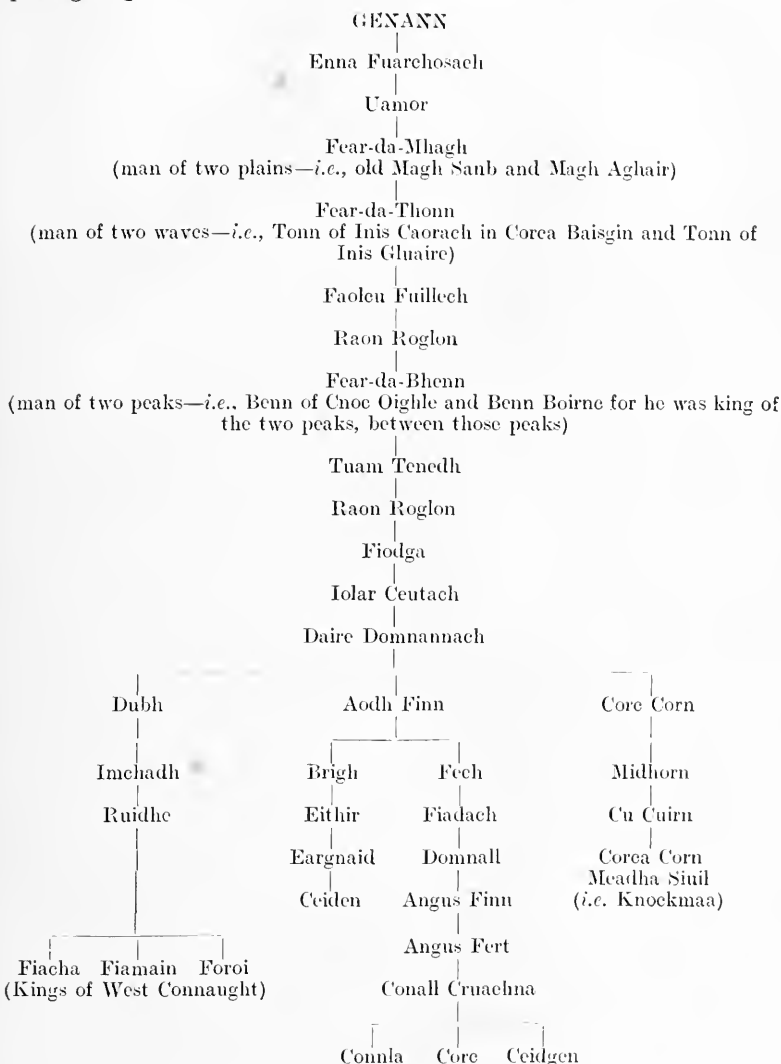 GENANN
Enna Fuarchosach
Uamor
Fear-da-Mhagh
(man of two plains—i.e., old Magh Sanb and Magh Aghair)
Fear-da-Thonn
(man of two waves—i.e., Tonn of Inis Caorach in Corca Baisgin and Tonn of
Inis Gluaire)
Faolcu Fuillech
Raon Roglon
Fear-da-Bhenn
(man of two peaks—i.e., Benn of Cnoc Oighle and Benn Boirne for he was king of
the two peaks, between those peaks)
Tuam Tenedh
Raon Roglon
Fiodga
Iolar Ceutach
Daire Domnannach
Dubh Aodh Finn Corc Corn
Imchadh Brigh Fech Midhorn
Ruidhe Eithir Fiadach Cu Cuirn
Eargnaid Domnall Corca Corn
Meadha Siuil
Ceiden Angus Finn (i.e. Knockmaa)
Angus Fert
Fiacha Fiamain Foroi
(Kings of West Connaught) Conall Cruachna
Connla Corc Ceidgen